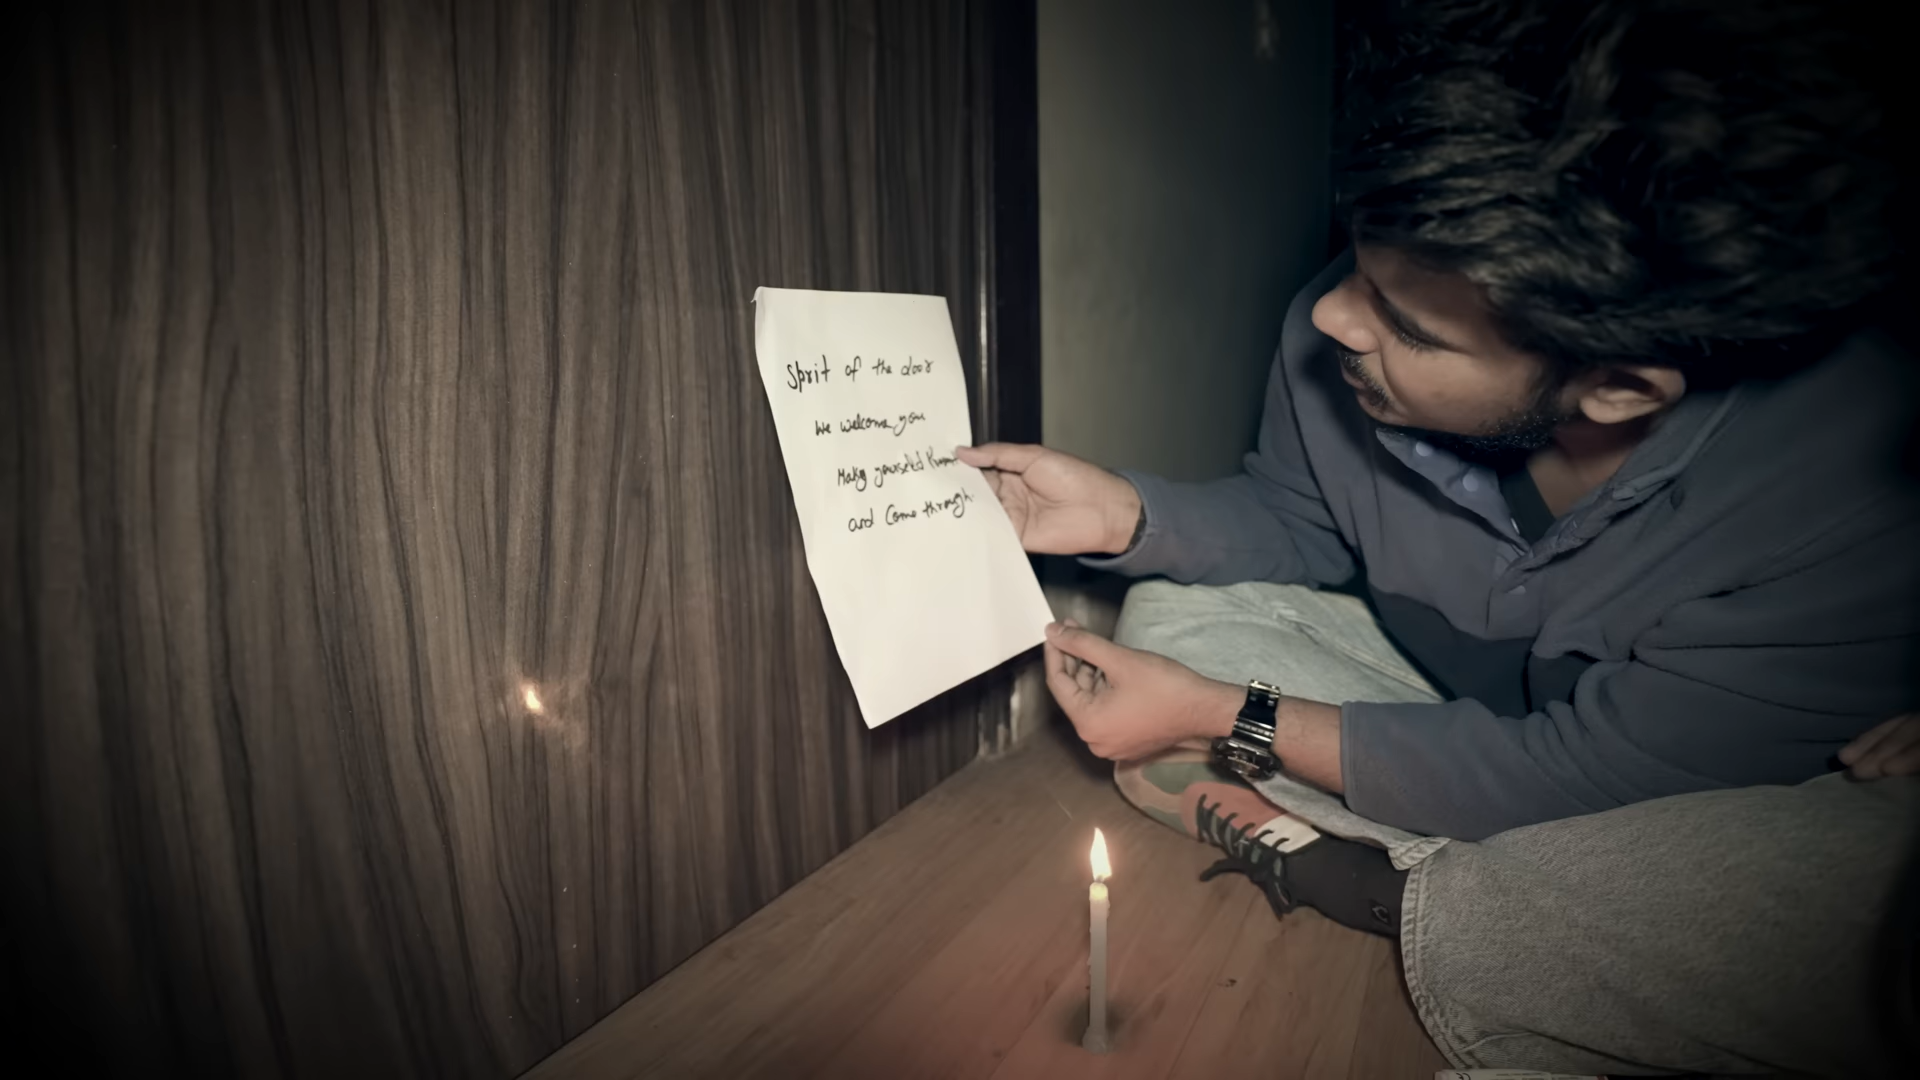 Sprit of the door
We welcome you
Make yourself
and Come through.